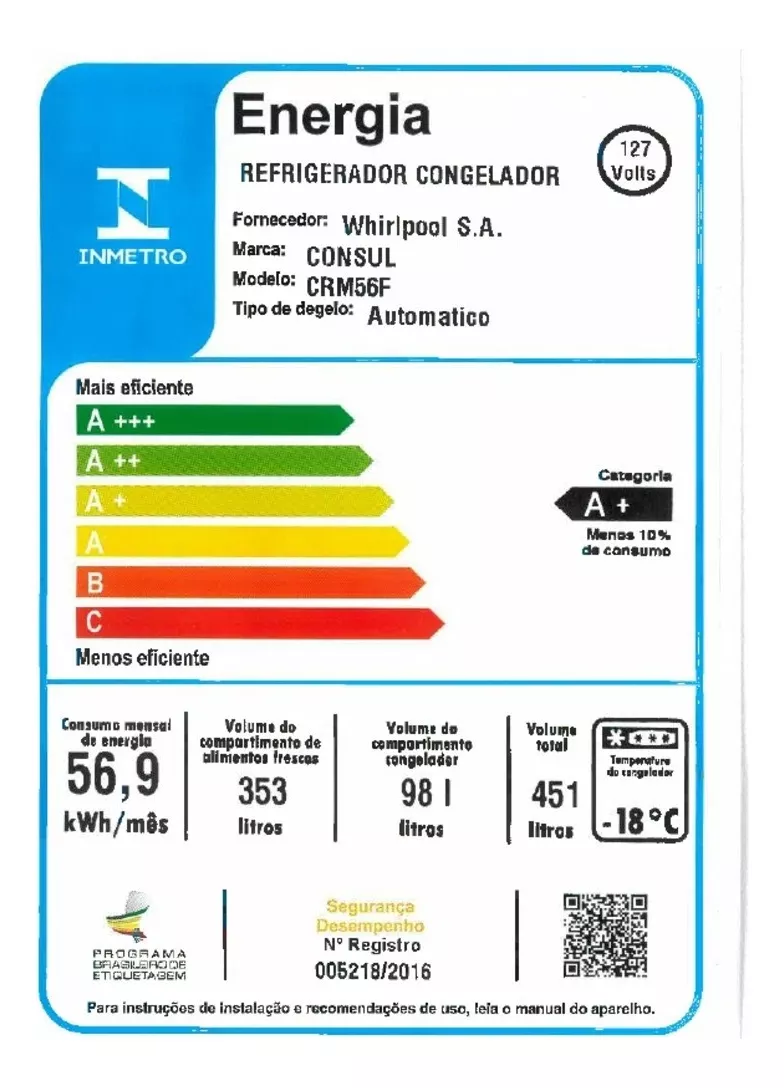 Energia
REFRIGERADOR CONGELADOR
127
Volts
INMETRO
Fornecedor: Whirlpool S.A.
Marca: CONSUL
Modelo: CRM56F
Tipo de degelo: Automatico
Mais eficiente
A +++
A ++
A +
A
B
C
Menos eficiente
Categoria
A +
Menos 10%
de consumo
Consumo mensal
de energia
56,9
kWh/mês
Volume do
compartimento de
alimentos frescos
353
litros
Volume do
compartimento
congelador
98 l
litros
Volume
total
451
litros
Temperatura
do congelador
-18°C
PROGRAMA
BRASILEIRO DE
ETIQUETAGEM
Segurança
Desempenho
Nº Registro
005218/2016
Para instruções de instalação e recomendações de uso, leia o manual do aparelho.